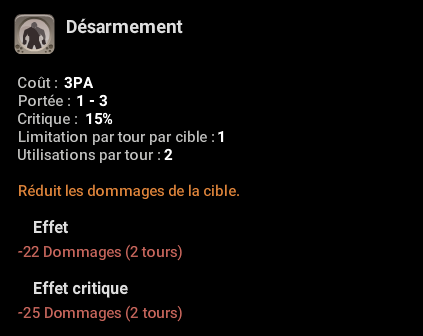 Désarmement
Coût : 3PA
Portée : 1 - 3
Critique : 15%
Limitation par tour par cible : 1
Utilisations par tour : 2
Réduit les dommages de la cible.
Effet
-22 Dommages (2 tours)
Effet critique
-25 Dommages (2 tours)